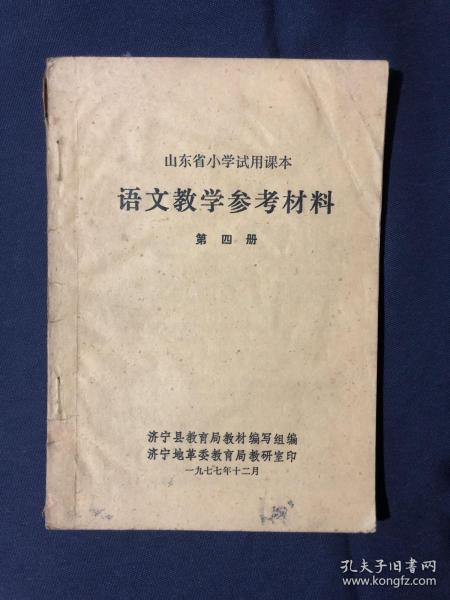 山东省小学试用课本
语文教学参考材料
第四册
济宁县教育局教材编写组编
济宁地革委教育局教研室印
一九七七年十二月
孔夫子旧书网
www.kongfz.com